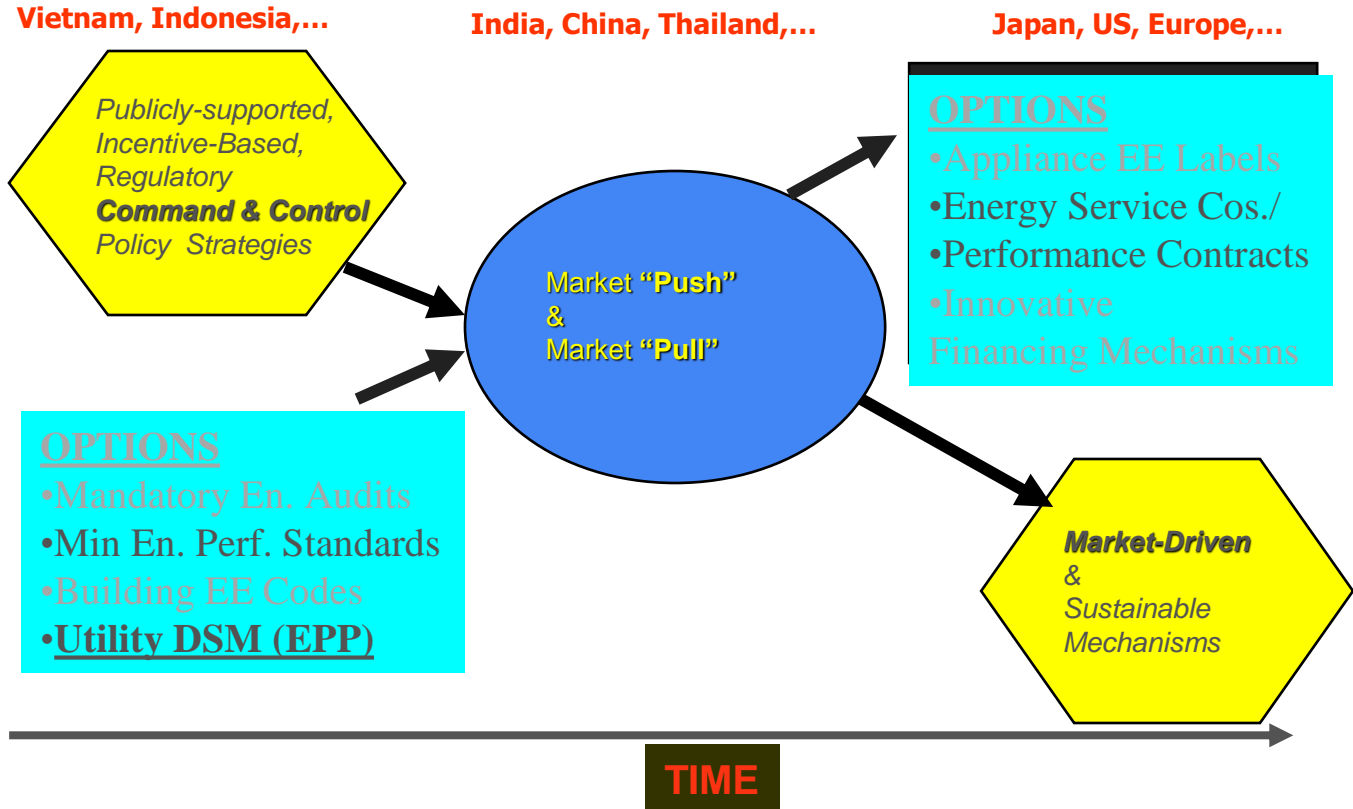 Vietnam, Indonesia,…
India, China, Thailand,…
Japan, US, Europe,…
Publicly-supported,
Incentive-Based,
Regulatory
Command & Control
Policy Strategies
OPTIONS
•Mandatory En. Audits
•Min En. Perf. Standards
•Building EE Codes
•Utility DSM (EPP)
Market “Push”
&
Market “Pull”
OPTIONS
•Appliance EE Labels
•Energy Service Cos./
•Performance Contracts
•Innovative
Financing Mechanisms
Market-Driven
&
Sustainable
Mechanisms
TIME